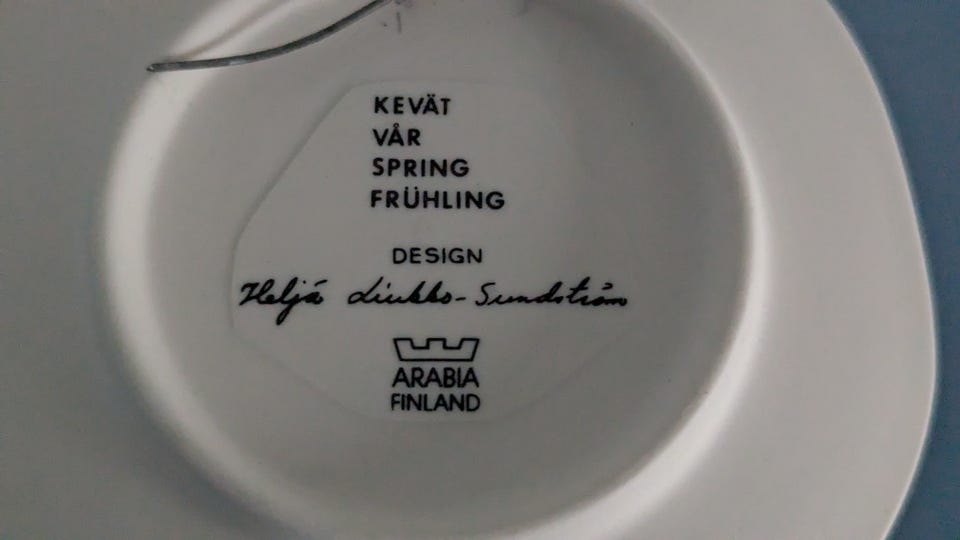 KEVÄT
VÅR
SPRING
FRÜHLING
DESIGN
Heljä Liukko-Sundström
ARABIA
FINLAND